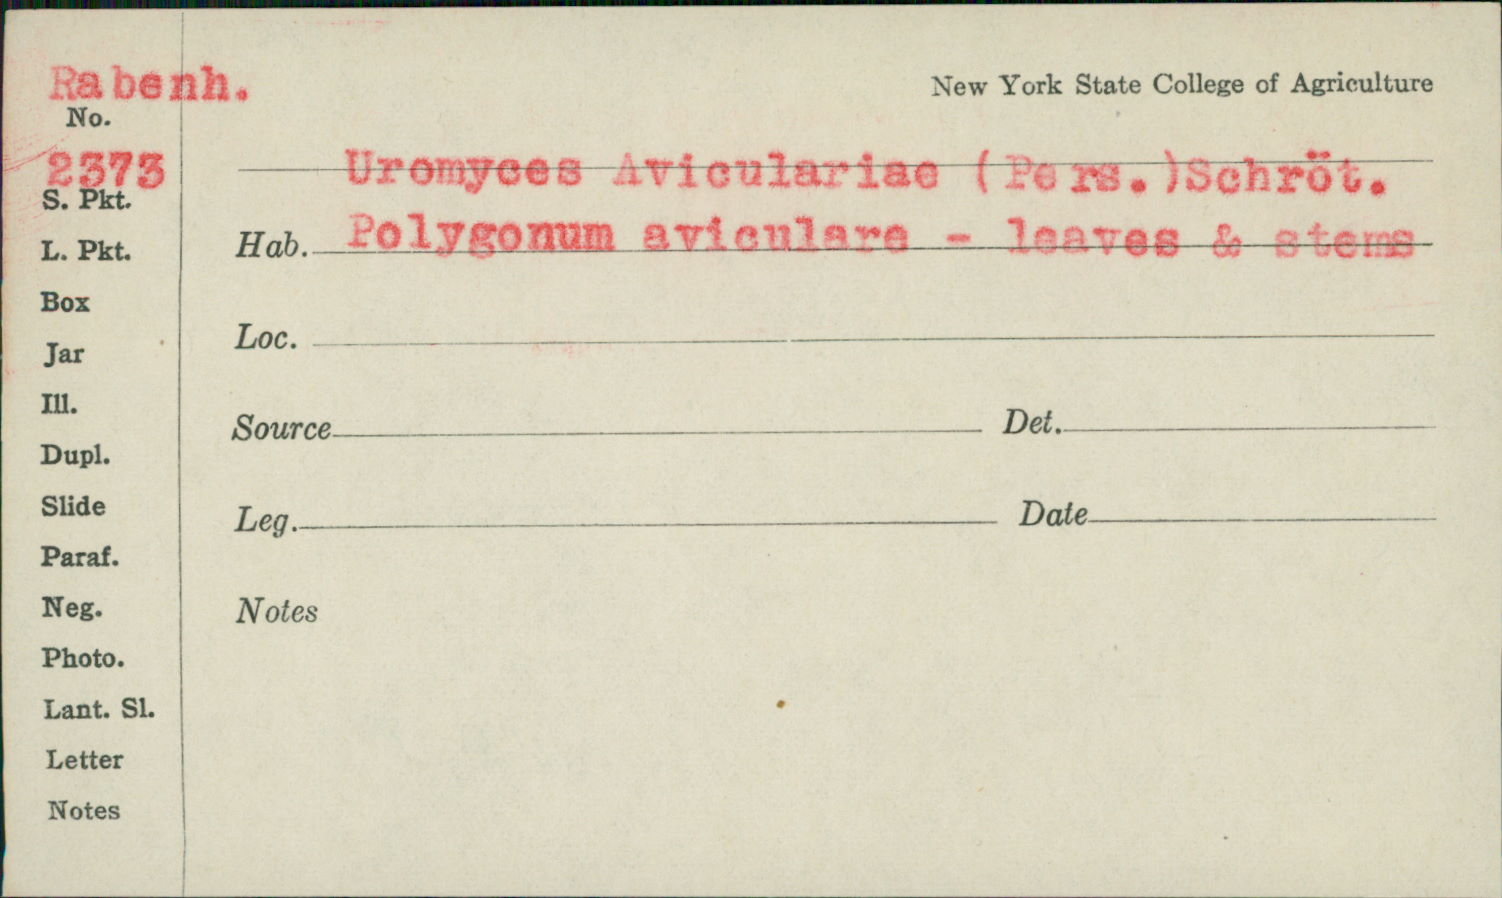 Rabenh.
New York State College of Agriculture
No.
2373
Uromyces Aviculariae (Pers.)Schröt.
S. Pkt.
Hab. Polygonum aviculare - leaves & stems
L. Pkt.
Box
Loc.
Jar
Ill.
Source Det.
Dupl.
Slide
Leg. Date
Paraf.
Neg.
Notes
Photo.
Lant. Sl.
Letter
Notes